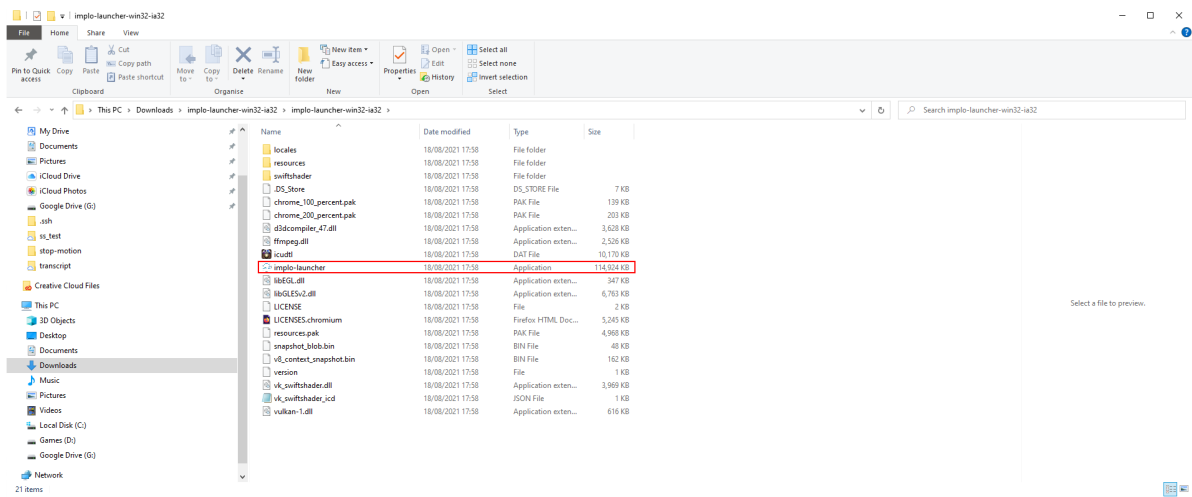 implo-launcher-win32-ia32
File Home Share View
Pin to Quick access
Copy
Paste
Cut
Copy path
Paste shortcut
Clipboard
Move to
Copy to
Delete
Rename
Organise
New folder
New item
Easy access
New
Properties
Open
Edit
History
Open
Select all
Select none
Invert selection
Select
This PC > Downloads > implo-launcher-win32-ia32 > implo-launcher-win32-ia32 >
Search implo-launcher-win32-ia32
My Drive
Documents
Pictures
iCloud Drive
iCloud Photos
Google Drive (G:)
.ssh
ss_test
stop-motion
transcript
Creative Cloud Files
This PC
3D Objects
Desktop
Documents
Downloads
Music
Pictures
Videos
Local Disk (C:)
Games (D:)
Google Drive (G:)
Network
Name Date modified Type Size
locales 18/08/2021 17:58 File folder
resources 18/08/2021 17:58 File folder
swiftshader 18/08/2021 17:58 File folder
.DS_Store 18/08/2021 17:58 DS_STORE File 7 KB
chrome_100_percent.pak 18/08/2021 17:58 PAK File 139 KB
chrome_200_percent.pak 18/08/2021 17:58 PAK File 203 KB
d3dcompiler_47.dll 18/08/2021 17:58 Application exten... 3,628 KB
ffmpeg.dll 18/08/2021 17:58 Application exten... 2,526 KB
icudtl 18/08/2021 17:58 DAT File 10,170 KB
implo-launcher 18/08/2021 17:58 Application 114,924 KB
libEGL.dll 18/08/2021 17:58 Application exten... 347 KB
libGLESv2.dll 18/08/2021 17:58 Application exten... 6,763 KB
LICENSE 18/08/2021 17:58 File 2 KB
LICENSES.chromium 18/08/2021 17:58 Firefox HTML Doc... 5,245 KB
resources.pak 18/08/2021 17:58 PAK File 4,968 KB
snapshot_blob.bin 18/08/2021 17:58 BIN File 48 KB
v8_context_snapshot.bin 18/08/2021 17:58 BIN File 162 KB
version 18/08/2021 17:58 File 1 KB
vk_swiftshader.dll 18/08/2021 17:58 Application exten... 3,969 KB
vk_swiftshader_icd 18/08/2021 17:58 JSON File 1 KB
vulkan-1.dll 18/08/2021 17:58 Application exten... 616 KB
Select a file to preview.
21 items